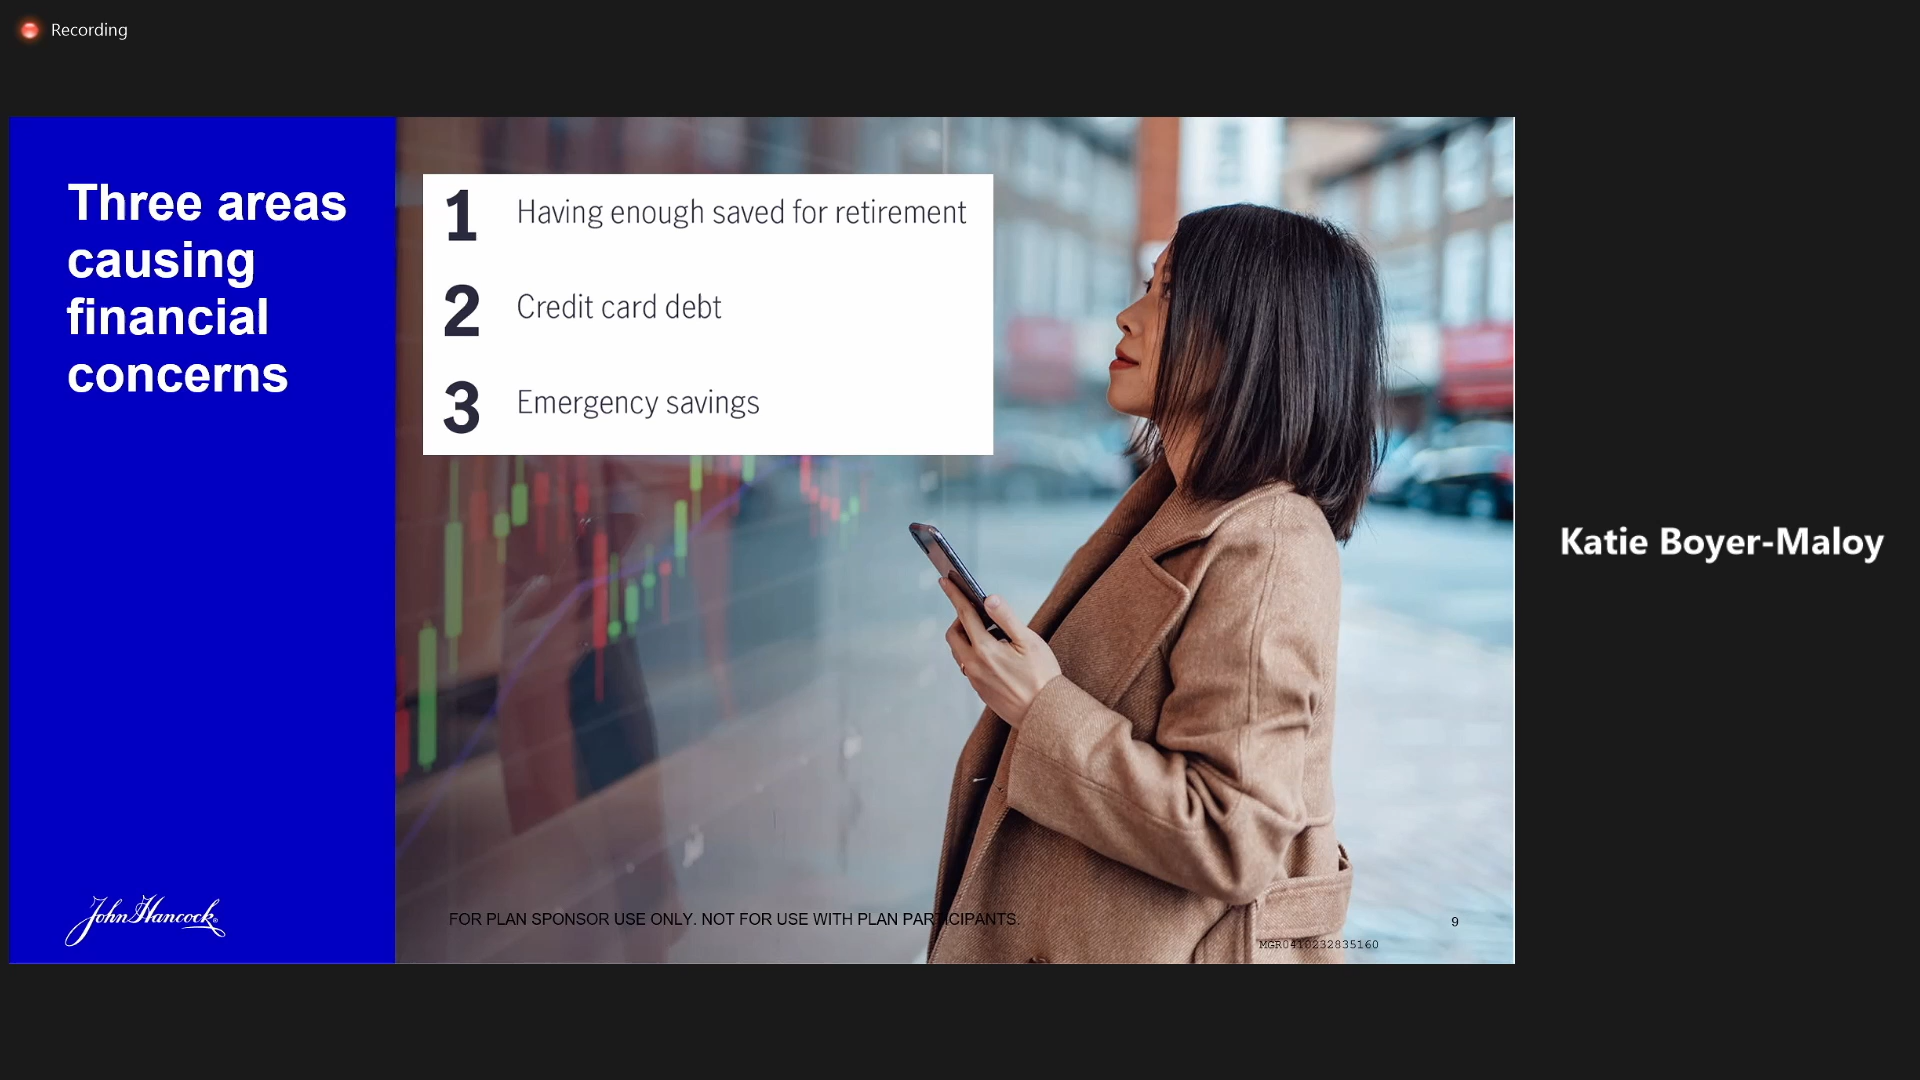 Recording
Three areas
causing
financial
concerns
1 Having enough saved for retirement
2 Credit card debt
3 Emergency savings
Katie Boyer-Maloy
John Hancock®
FOR PLAN SPONSOR USE ONLY. NOT FOR USE WITH PLAN PARTICIPANTS.
9
MGR0410232835160